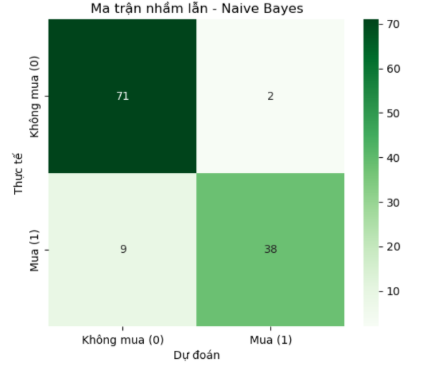 Ma trận nhầm lẫn - Naive Bayes
Không mua (0)
Mua (1)
Thực tế
71
2
9
38
Không mua (0)
Mua (1)
Dự đoán
70
60
50
40
30
20
10